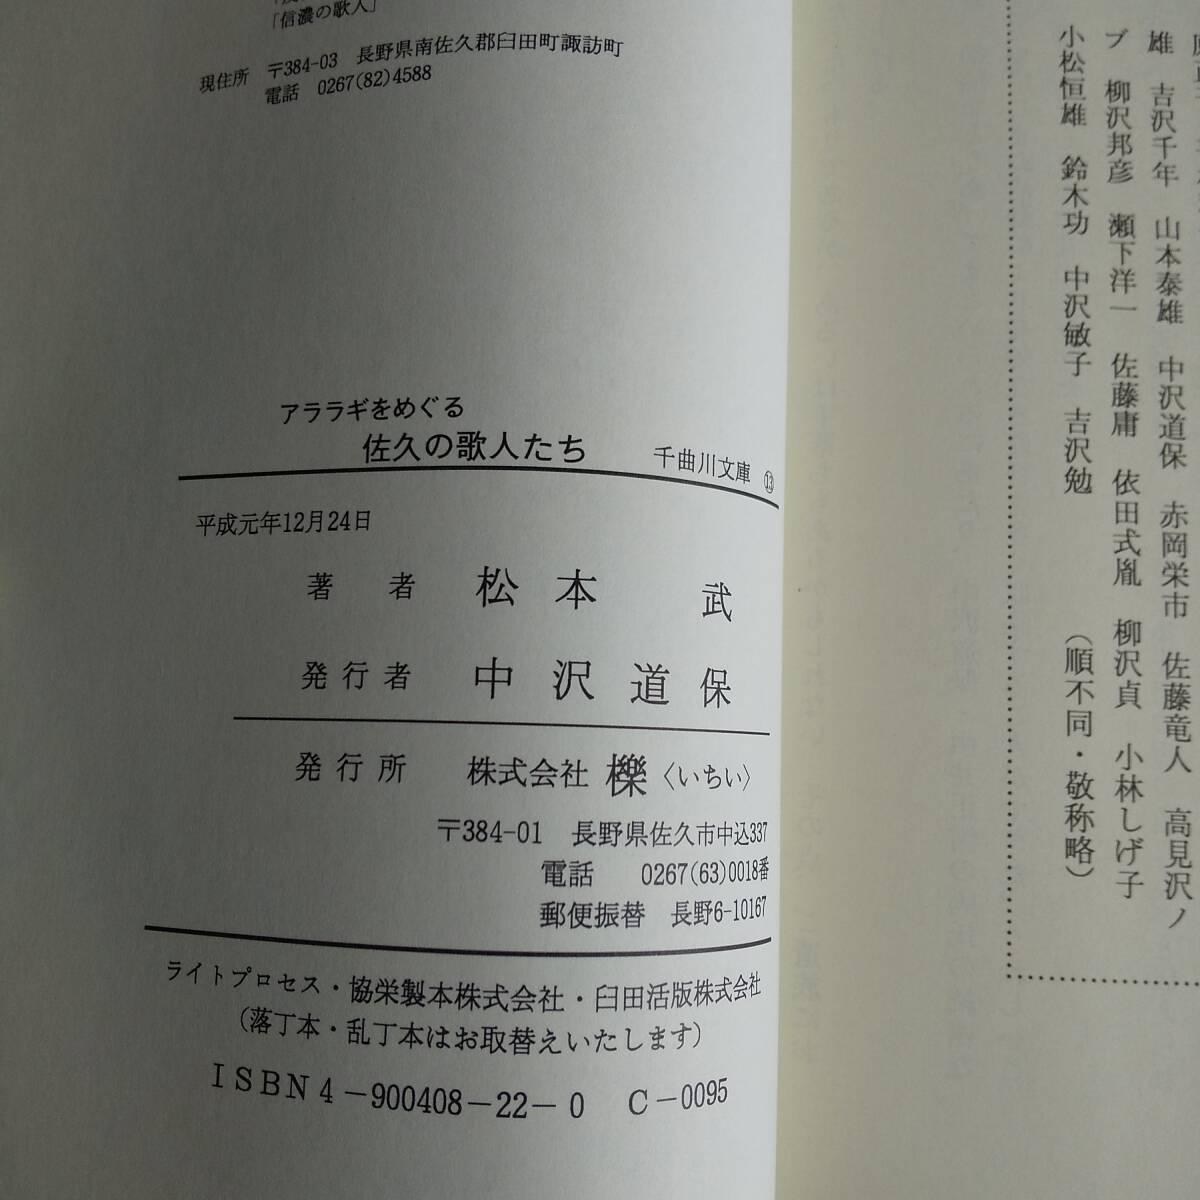 「信濃の歌人」
現住所　〒384-03　長野県南佐久郡臼田町諏訪町
電話　0267(82)4588
アララギをめぐる
佐久の歌人たち　千曲川文庫 ⑬
平成元年12月24日
著者　松本　武
発行者　中沢道保
発行所　株式会社 櫟〈いちい〉
〒384-01　長野県佐久市中込337
電話　0267(63)0018番
郵便振替　長野6-10167
ライトプロセス・協栄製本株式会社・臼田活版株式会社
(落丁本・乱丁本はお取替えいたします)
ISBN4-900408-22-0　C-0095
雄　吉沢千年　山本泰雄　中沢道保　赤岡栄市　佐藤竜人　高見沢ノ
ブ　柳沢邦彦　瀬下洋一　佐藤庸　依田式胤　柳沢貞　小林しげ子
小松恒雄　鈴木功　中沢敏子　吉沢勉　（順不同・敬称略）